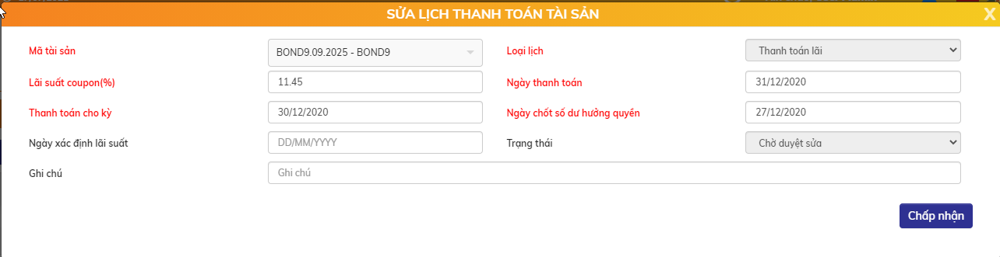 SỬA LỊCH THANH TOÁN TÀI SẢN X
Mã tài sản BOND9.09.2025 - BOND9 Loại lịch Thanh toán lãi
Lãi suất coupon(%) 11.45 Ngày thanh toán 31/12/2020
Thanh toán cho kỳ 30/12/2020 Ngày chốt số dư hưởng quyền 27/12/2020
Ngày xác định lãi suất DD/MM/YYYY Trạng thái Chờ duyệt sửa
Ghi chú Ghi chú
Chấp nhận